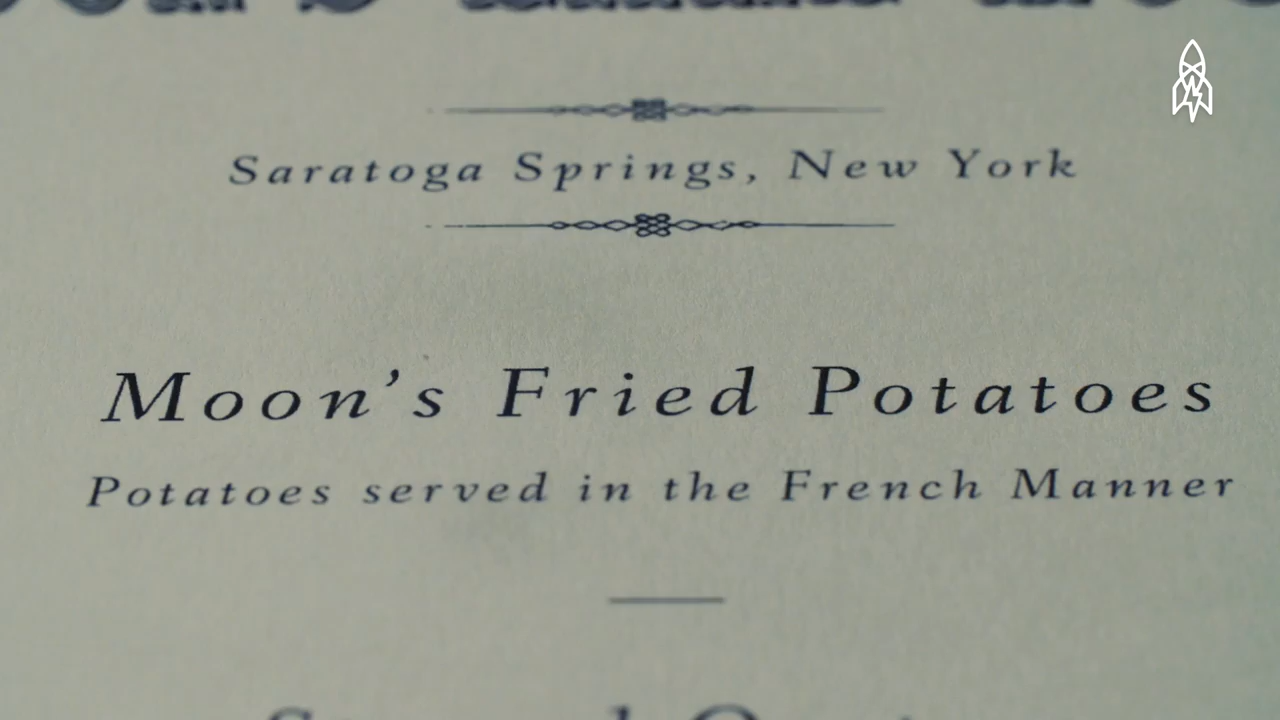 Saratoga Springs, New York
Moon's Fried Potatoes
Potatoes served in the French Manner